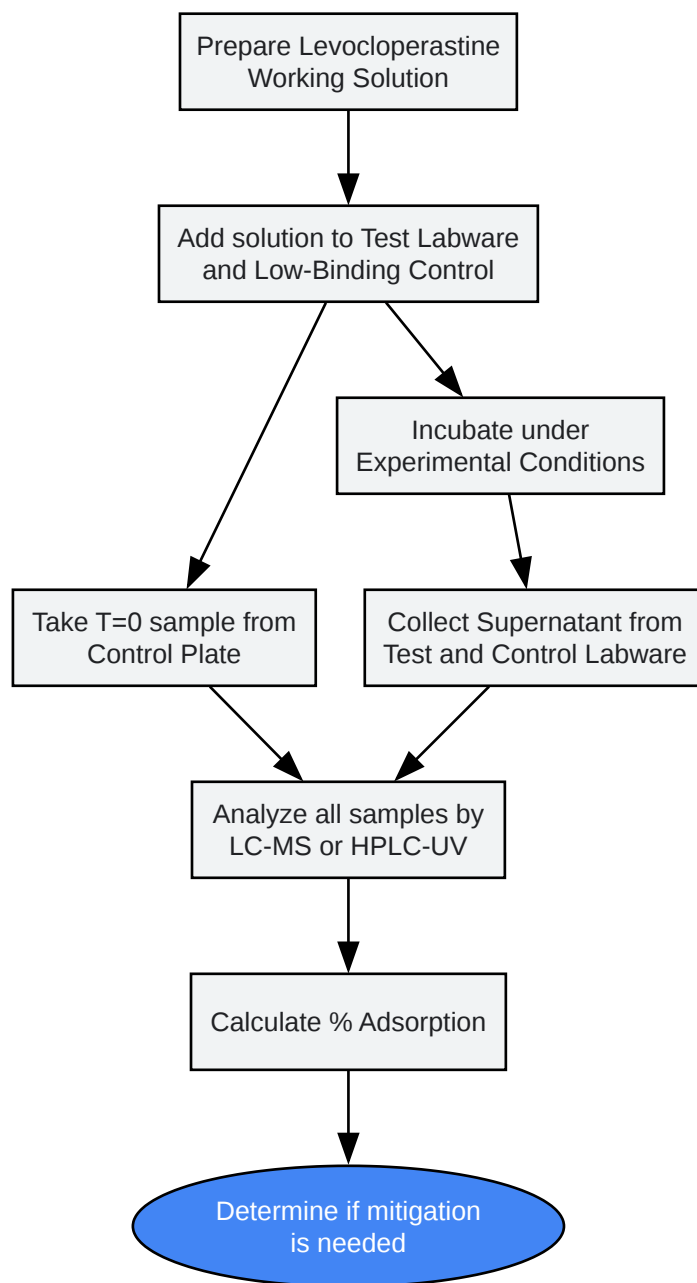 Prepare Levocloperastine
Working Solution
Add solution to Test Labware
and Low-Binding Control
Incubate under
Experimental Conditions
Take T=0 sample from
Control Plate
Collect Supernatant from
Test and Control Labware
Analyze all samples by
LC-MS or HPLC-UV
Calculate % Adsorption
Determine if mitigation
is needed